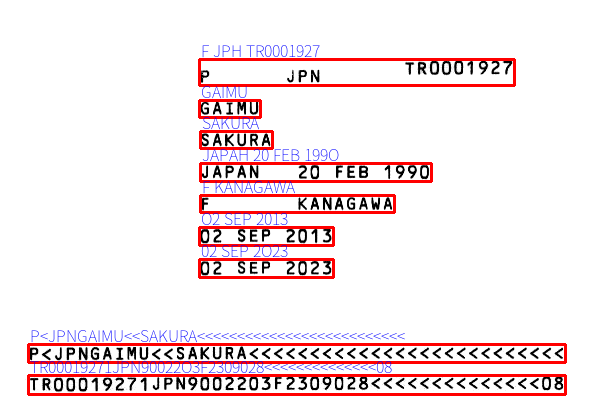 F JPH TR0001927
P JPN TR0001927
GAIMU
GAIMU
SAKURA
SAKURA
JAPAH 20 FEB 199O
JAPAN 20 FEB 1990
F KANAGAWA
F KANAGAWA
O2 SEP 2013
02 SEP 2013
02 SEP 2O23
02 SEP 2023
P<JPNGAIMU<<SAKURA<<<<<<<<<<<<<<<<<<<<<<<<<<
P<JPNGAIMU<<SAKURA<<<<<<<<<<<<<<<<<<<<<<<<<<
TR00019271JPN90022O3F2309028<<<<<<<<<<<<<<08
TR00019271JPN9002203F2309028<<<<<<<<<<<<<<08